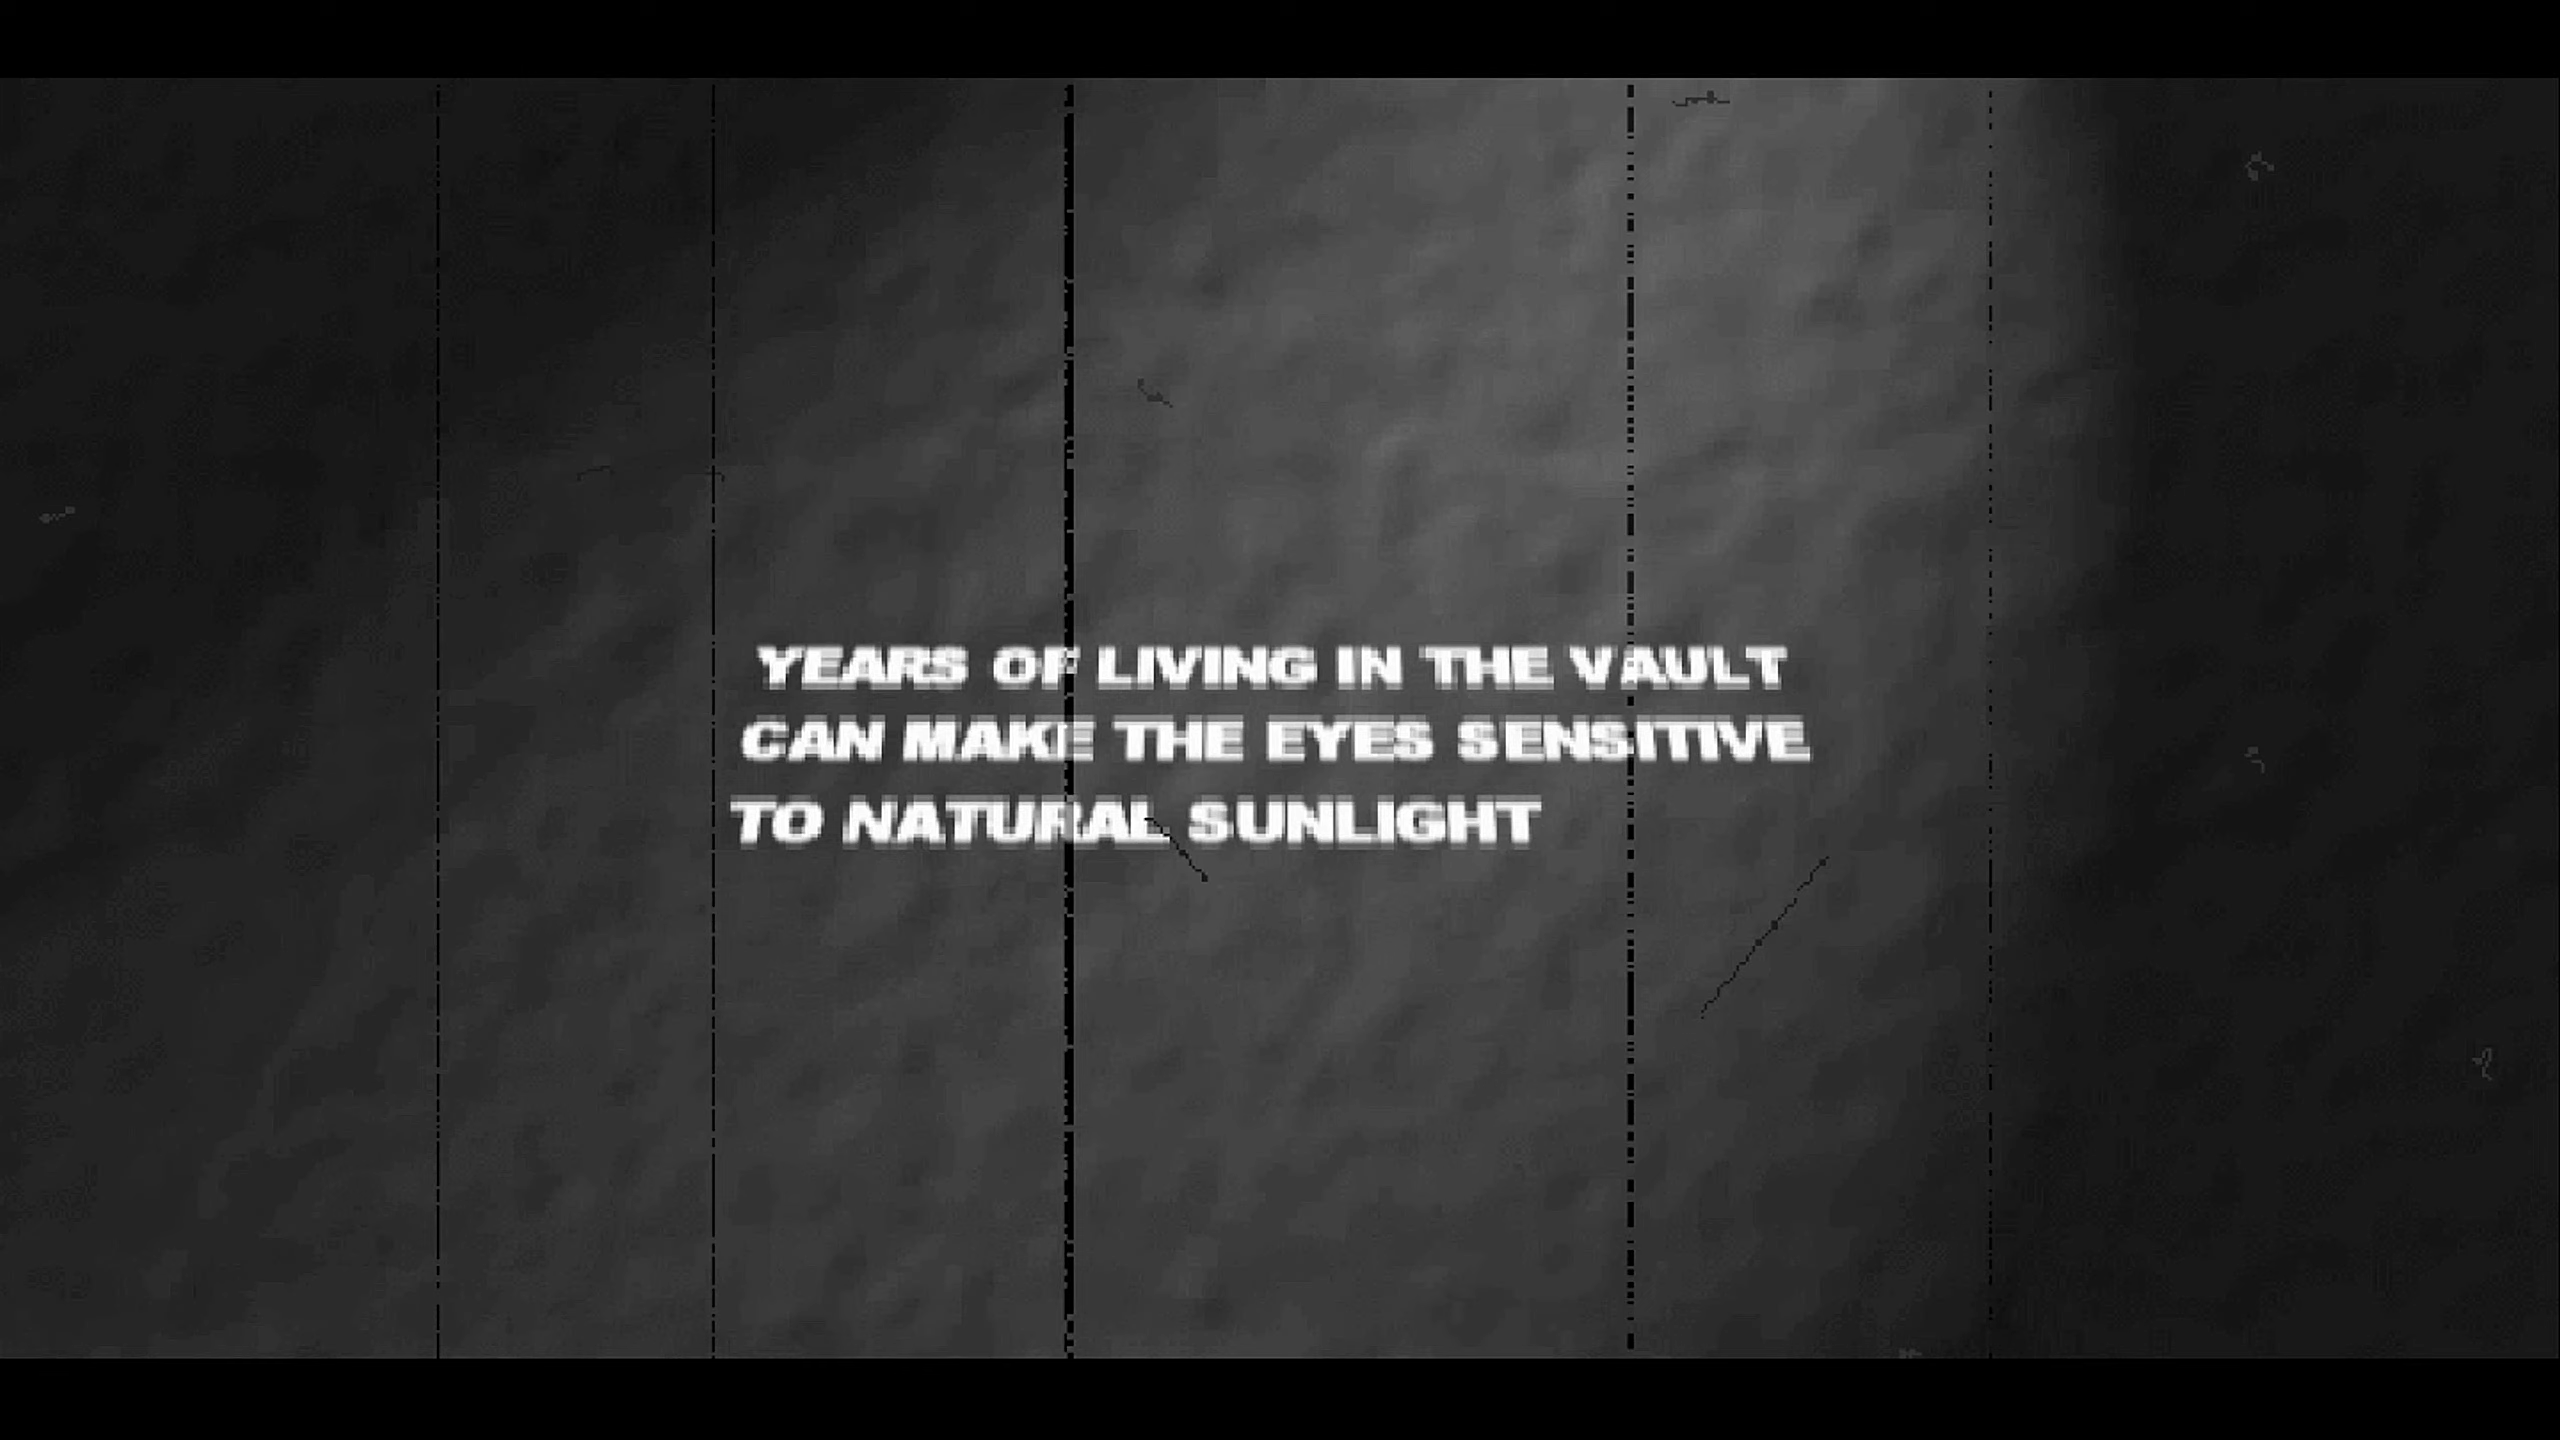 YEARS OF LIVING IN THE VAULT
CAN MAKE THE EYES SENSITIVE
TO NATURAL SUNLIGHT